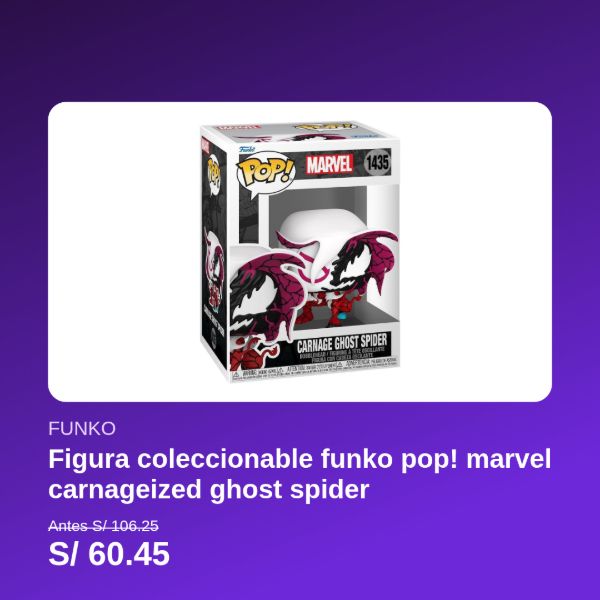 Funko
POP!
MARVEL
1435
CARNAGE GHOST SPIDER
FUNKO
Figura coleccionable funko pop! marvel
carnageized ghost spider
Antes S/ 106.25
S/ 60.45